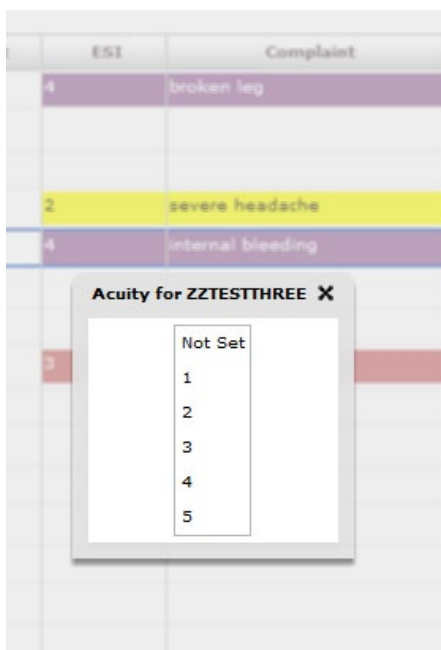 ESI Complaint
4 broken leg
2 severe headache
4 internal bleeding
Acuity for ZZTESTTHREE X
3
Not Set
1
2
3
4
5